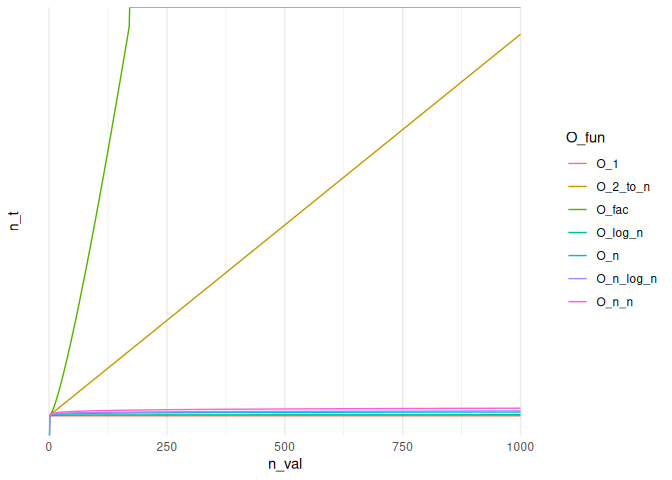 n_t
0 250 500 750 1000
n_val
O_fun
O_1
O_2_to_n
O_fac
O_log_n
O_n
O_n_log_n
O_n_n